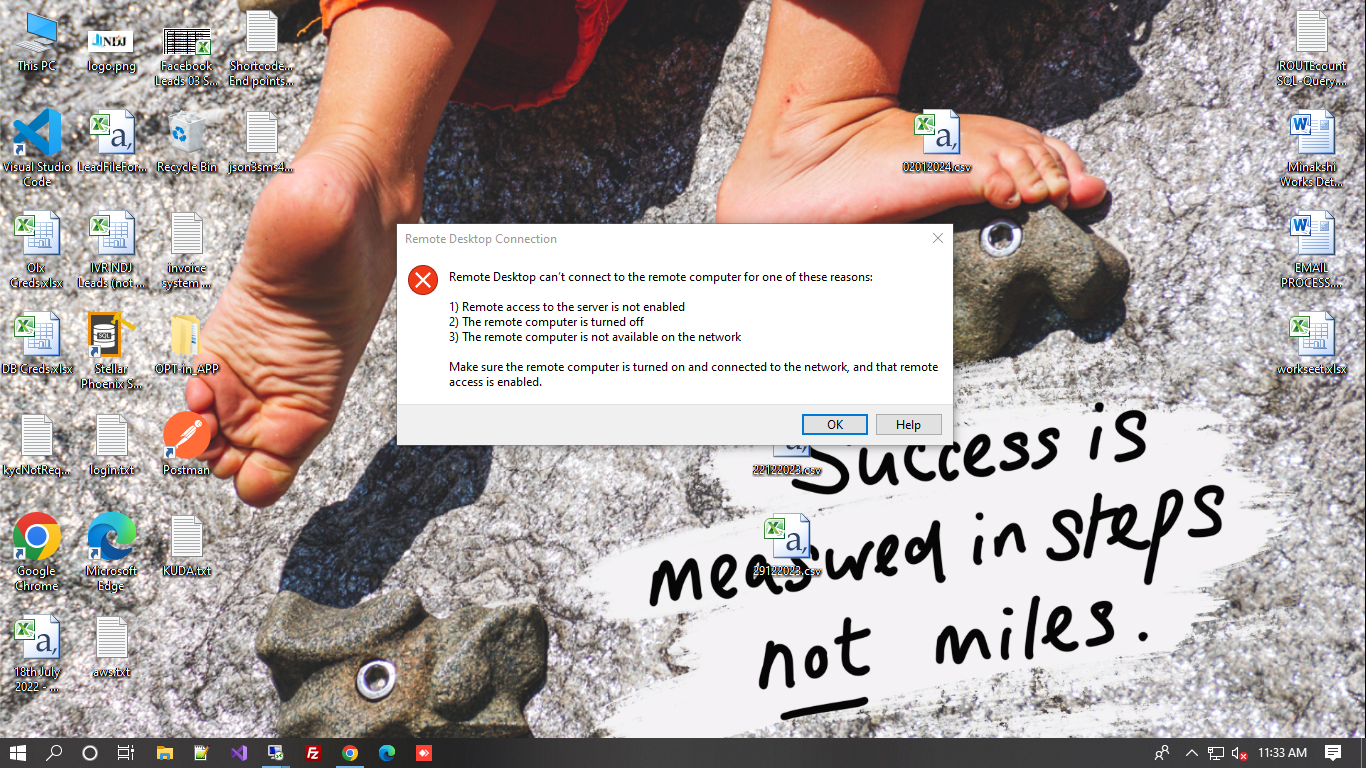 This PC
JINDJ
logo.png
Facebook
Leads 03 S...
Shortcode...
End points...
ROUTEcount
SQL-Query...
Visual Studio
Code
LeadFileFor...
Recycle Bin
json3sms4...
02012024.csv
Minakshi
Works Det...
Olx
Creds.xlsx
IVR NDJ
Leads (not ...
invoice
system ...
EMAIL
PROCESS....
DB Creds.xlsx
Stellar
Phoenix S...
OPT-in_APP
workseet.xlsx
Remote Desktop Connection
Remote Desktop can't connect to the remote computer for one of these reasons:
1) Remote access to the server is not enabled
2) The remote computer is turned off
3) The remote computer is not available on the network
Make sure the remote computer is turned on and connected to the network, and that remote
access is enabled.
OK
Help
kycNotReq...
login.txt
Postman
22122023.csv
Google
Chrome
Microsoft
Edge
KUDA.txt
29122023.csv
18th July
2022 - ...
aws.txt
Success is
measured in steps
not miles.
11:33 AM